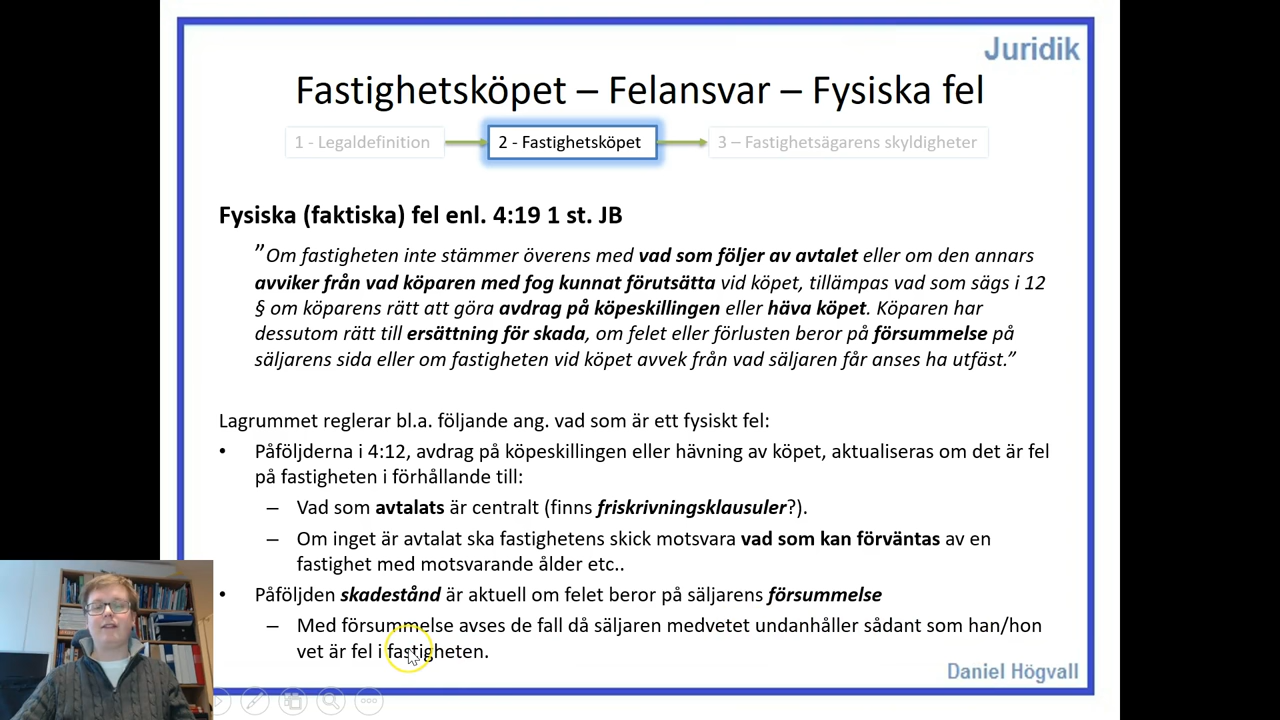 Juridik
Fastighetsköpet – Felansvar – Fysiska fel
1 - Legaldefinition
2 - Fastighetsköpet
3 – Fastighetsägarens skyldigheter
Fysiska (faktiska) fel enl. 4:19 1 st. JB
”Om fastigheten inte stämmer överens med vad som följer av avtalet eller om den annars
avviker från vad köparen med fog kunnat förutsätta vid köpet, tillämpas vad som sägs i 12
§ om köparens rätt att göra avdrag på köpeskillingen eller häva köpet. Köparen har
dessutom rätt till ersättning för skada, om felet eller förlusten beror på försummelse på
säljarens sida eller om fastigheten vid köpet avvek från vad säljaren får anses ha utfäst.”
Lagrummet reglerar bl.a. följande ang. vad som är ett fysiskt fel:
• Påföljderna i 4:12, avdrag på köpeskillingen eller hävning av köpet, aktualiseras om det är fel
på fastigheten i förhållande till:
– Vad som avtalats är centralt (finns friskrivningsklausuler?).
– Om inget är avtalat ska fastighetens skick motsvara vad som kan förväntas av en
fastighet med motsvarande ålder etc..
• Påföljden skadestånd är aktuell om felet beror på säljarens försummelse
– Med försummelse avses de fall då säljaren medvetet undanhåller sådant som han/hon
vet är fel i fastigheten.
Daniel Högvall